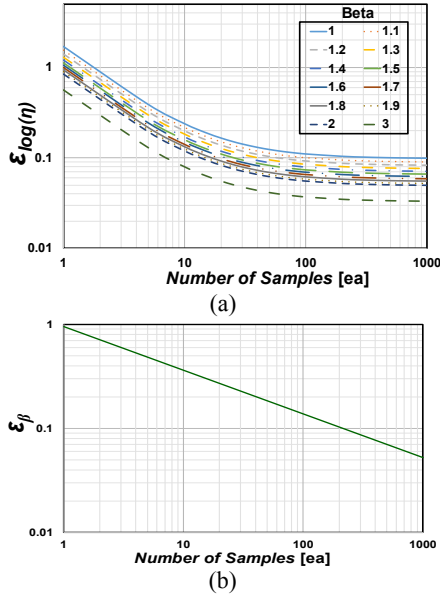 Beta
1 1.1
1.2 1.3
1.4 1.5
1.6 1.7
1.8 1.9
2 3
ε_log(η)
1
0.1
0.01
1 10 100 1000
Number of Samples [ea]
(a)
ε_β
1
0.1
0.01
1 10 100 1000
Number of Samples [ea]
(b)